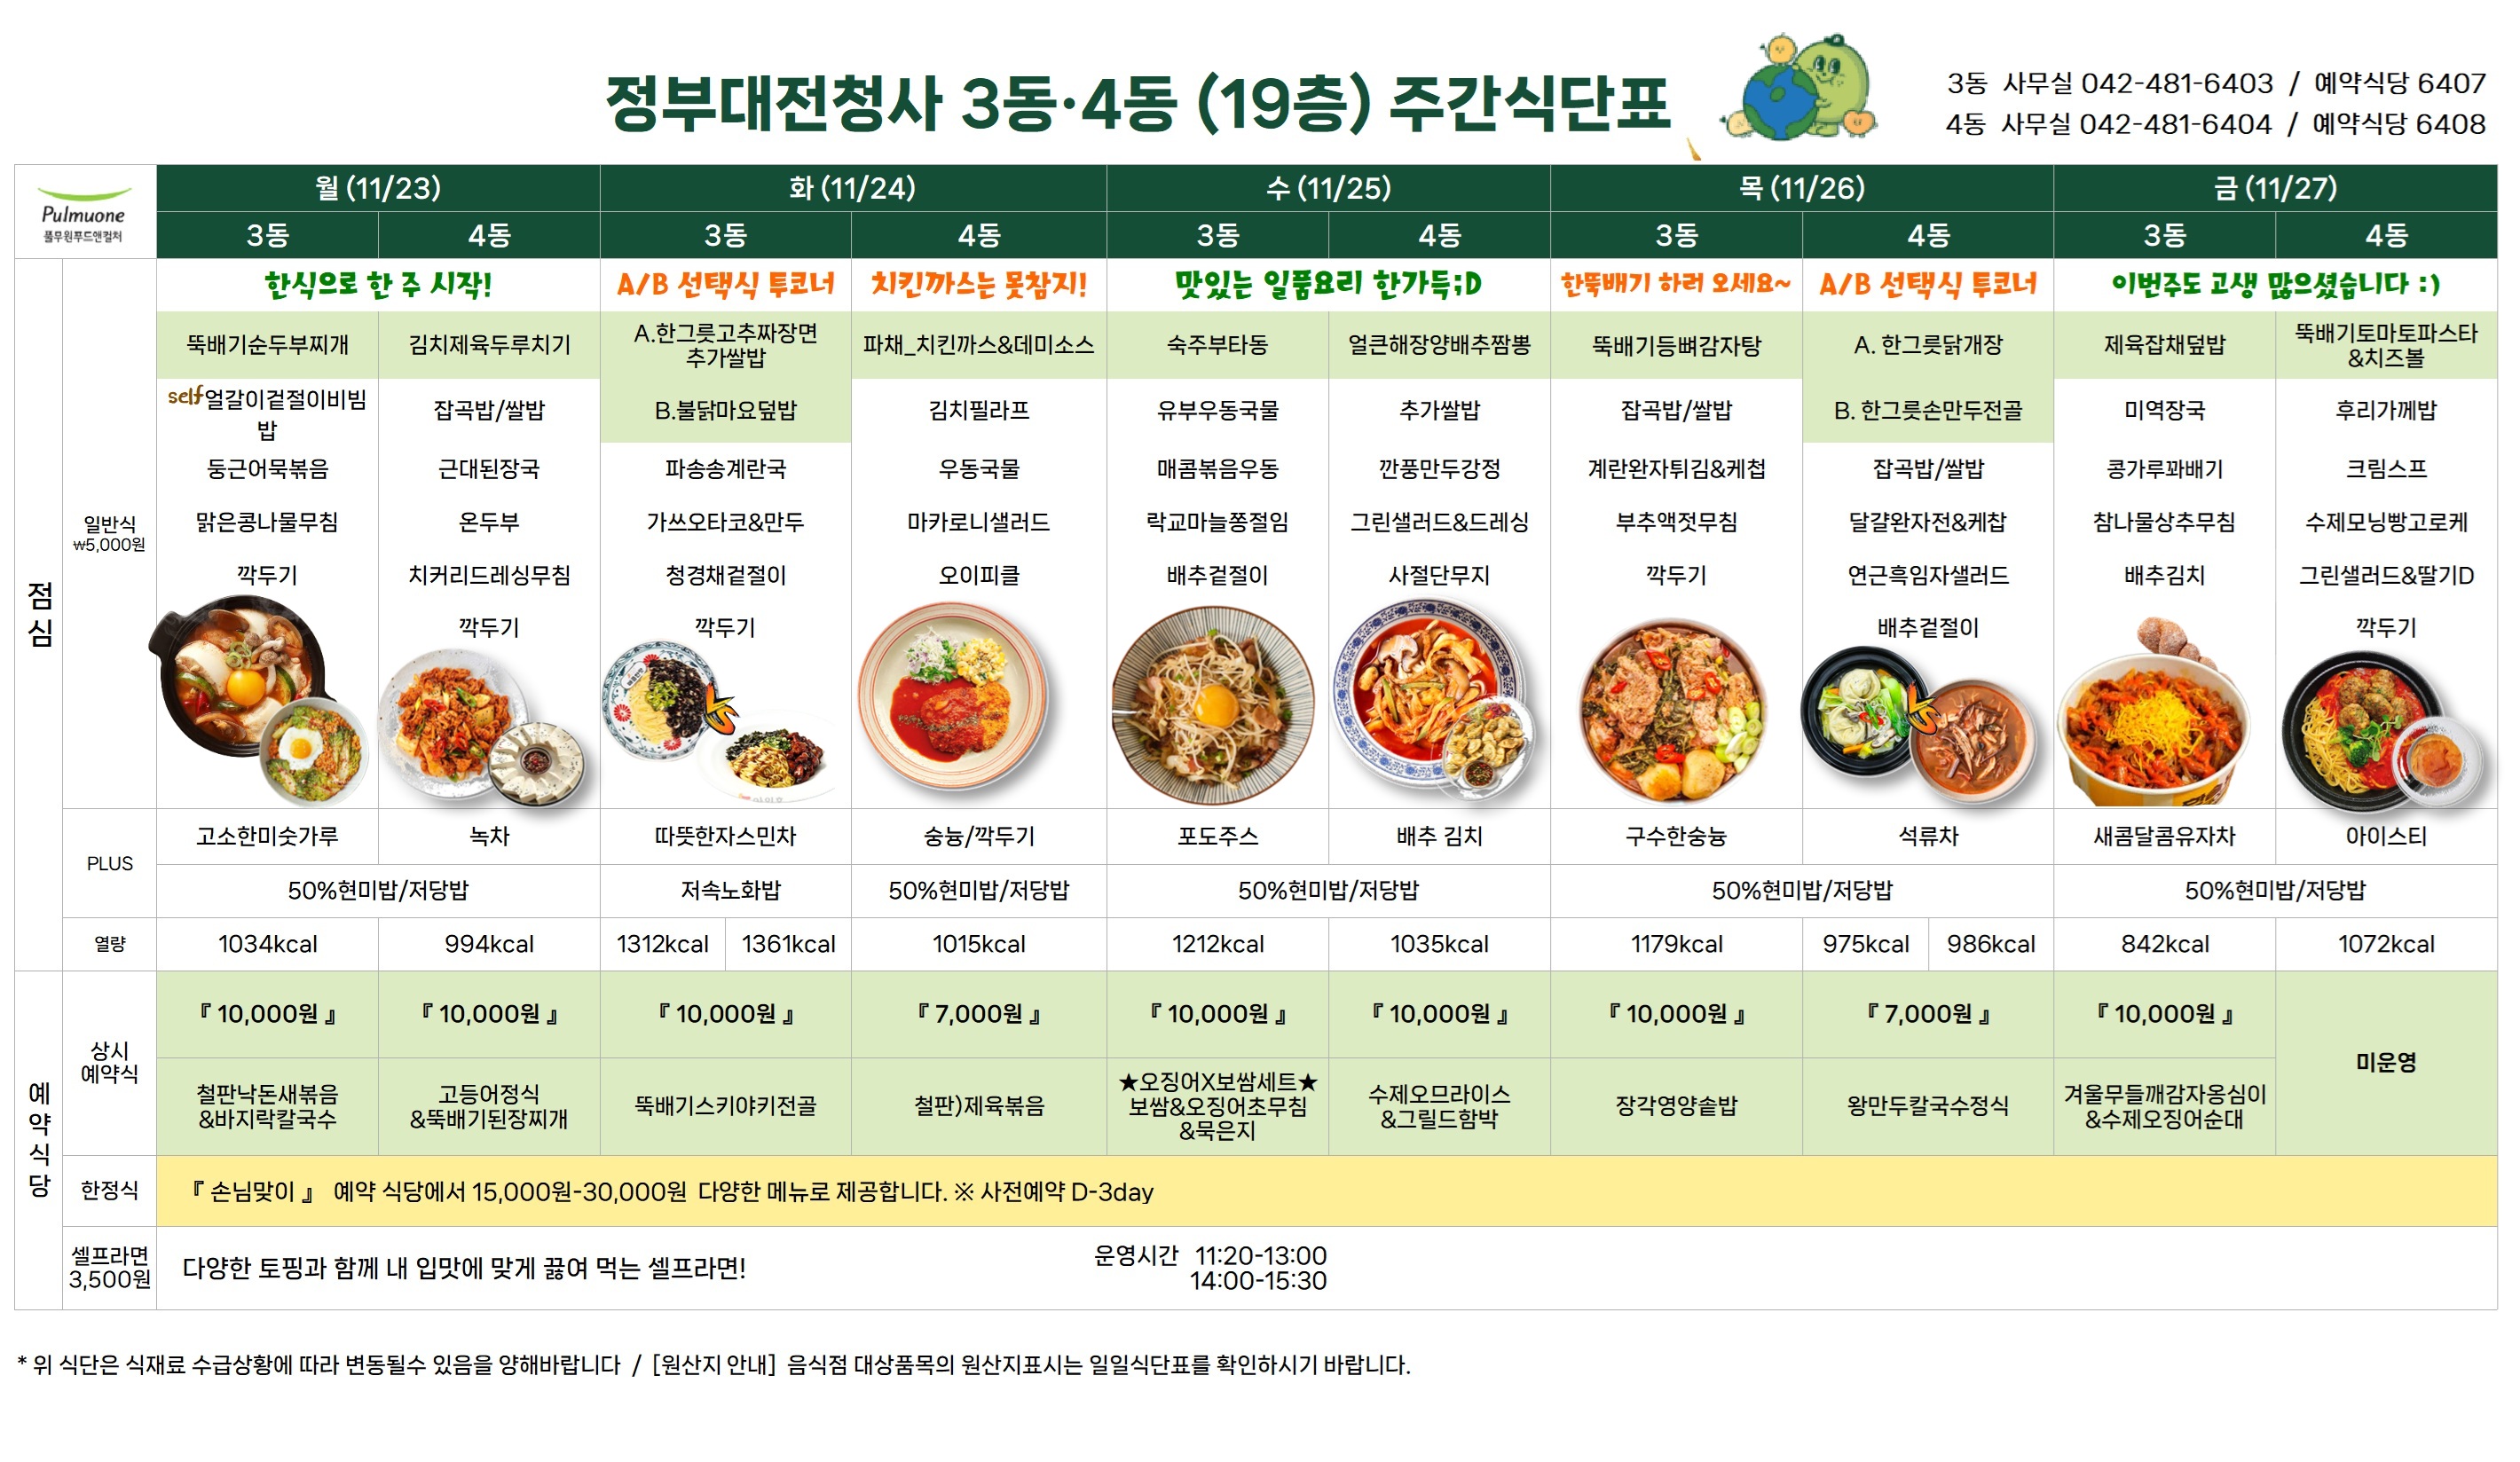 정부대전청사 3동·4동 (19층) 주간식단표
3동 사무실 042-481-6403 / 예약식당 6407
4동 사무실 042-481-6404 / 예약식당 6408
Pulmuone
풀무원푸드앤컬처
월 (11/23) 화 (11/24) 수 (11/25) 목 (11/26) 금 (11/27)
3동 4동 3동 4동 3동 4동 3동 4동 3동 4동
한식으로 한 주 시작! A/B 선택식 투코너 치킨까스는 못참지! 맛있는 일품요리 한가득;D 한뚝배기 하러 오세요~ A/B 선택식 투코너 이번주도 고생 많으셨습니다 :)
점심
일반식
₩5,000원
뚝배기순두부찌개 김치제육두루치기 A.한그릇고추짜장면 추가쌀밥 파채_치킨까스&데미소스 숙주부타동 얼큰해장양배추짬뽕 뚝배기등뼈감자탕 A. 한그릇닭개장 제육잡채덮밥 뚝배기토마토파스타 &치즈볼
self얼갈이겉절이비빔밥 잡곡밥/쌀밥 B.불닭마요덮밥 김치필라프 유부우동국물 추가쌀밥 잡곡밥/쌀밥 B. 한그릇손만두전골 미역장국 후리가께밥
둥근어묵볶음 근대된장국 파송송계란국 우동국물 매콤볶음우동 깐풍만두강정 계란완자튀김&케첩 잡곡밥/쌀밥 콩가루꽈배기 크림스프
맑은콩나물무침 온두부 가쓰오타코&만두 마카로니샐러드 락교마늘쫑절임 그린샐러드&드레싱 부추액젓무침 달걀완자전&케찹 참나물상추무침 수제모닝빵고로케
깍두기 치커리드레싱무침 청경채겉절이 오이피클 배추겉절이 사절단무지 깍두기 연근흑임자샐러드 배추김치 그린샐러드&딸기D
깍두기 깍두기 배추겉절이 깍두기
VS VS
PLUS
고소한미숫가루 녹차 따뜻한자스민차 숭늉/깍두기 포도주스 배추 김치 구수한숭늉 석류차 새콤달콤유자차 아이스티
50%현미밥/저당밥 저속노화밥 50%현미밥/저당밥 50%현미밥/저당밥 50%현미밥/저당밥 50%현미밥/저당밥
열량 1034kcal 994kcal 1312kcal 1361kcal 1015kcal 1212kcal 1035kcal 1179kcal 975kcal 986kcal 842kcal 1072kcal
예약식당
상시
예약식
『 10,000원 』 『 10,000원 』 『 10,000원 』 『 7,000원 』 『 10,000원 』 『 10,000원 』 『 10,000원 』 『 7,000원 』 『 10,000원 』 미운영
철판낙돈새볶음 &바지락칼국수 고등어정식 &뚝배기된장찌개 뚝배기스키야키전골 철판)제육볶음 ★오징어X보쌈세트★ 보쌈&오징어초무침 &묵은지 수제오므라이스 &그릴드함박 장각영양솥밥 왕만두칼국수정식 겨울무들깨감자옹심이 &수제오징어순대
한정식 『 손님맞이 』 예약 식당에서 15,000원-30,000원 다양한 메뉴로 제공합니다. ※ 사전예약 D-3day
셀프라면
3,500원
다양한 토핑과 함께 내 입맛에 맞게 끓여 먹는 셀프라면! 운영시간 11:20-13:00
14:00-15:30
* 위 식단은 식재료 수급상황에 따라 변동될수 있음을 양해바랍니다 / [원산지 안내] 음식점 대상품목의 원산지표시는 일일식단표를 확인하시기 바랍니다.